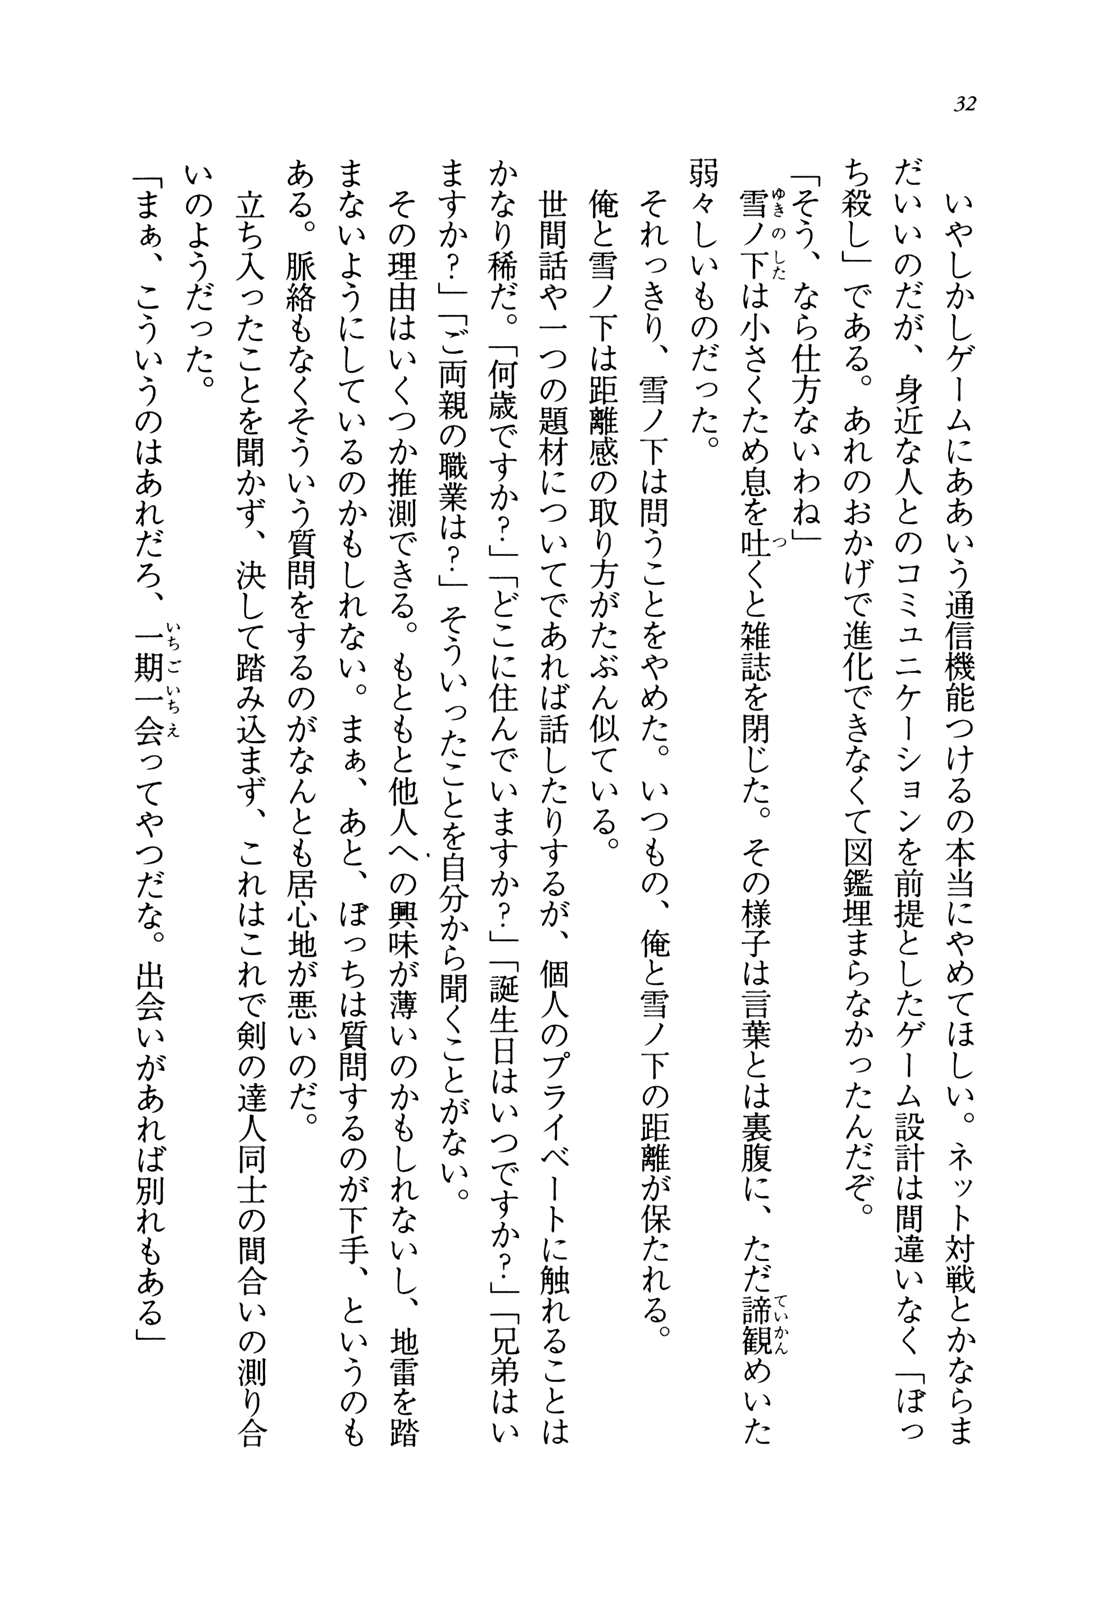 32
いやしかしゲームにああいう通信機能つけるの本当にやめてほしい。ネット対戦とかならま
だいいのだが、身近な人とのコミュニケーションを前提としたゲーム設計は間違いなく「ぼっ
ち殺し」である。あれのおかげで進化できなくて図鑑埋まらなかったんだぞ。
「そう、なら仕方ないわね」
雪ノ下は小さくため息を吐くと雑誌を閉じた。その様子は言葉とは裏腹に、ただ諦観めいた
弱々しいものだった。
それっきり、雪ノ下は問うことをやめた。いつもの、俺と雪ノ下の距離が保たれる。
俺と雪ノ下は距離感の取り方がたぶん似ている。
世間話や一つの題材についてであれば話したりするが、個人のプライベートに触れることは
かなり稀だ。「何歳ですか？」「どこに住んでいますか？」「誕生日はいつですか？」「兄弟はい
ますか？」「ご両親の職業は？」そういったことを自分から聞くことがない。
その理由はいくつか推測できる。もともと他人への興味が薄いのかもしれないし、地雷を踏
まないようにしているのかもしれない。まぁ、あと、ぼっちは質問するのが下手、というのも
ある。脈絡もなくそういう質問をするのがなんとも居心地が悪いのだ。
立ち入ったことを聞かず、決して踏み込まず、これはこれで剣の達人同士の間合いの測り合
いのようだった。
「まぁ、こういうのはあれだろ、一期一会ってやつだな。出会いがあれば別れもある」